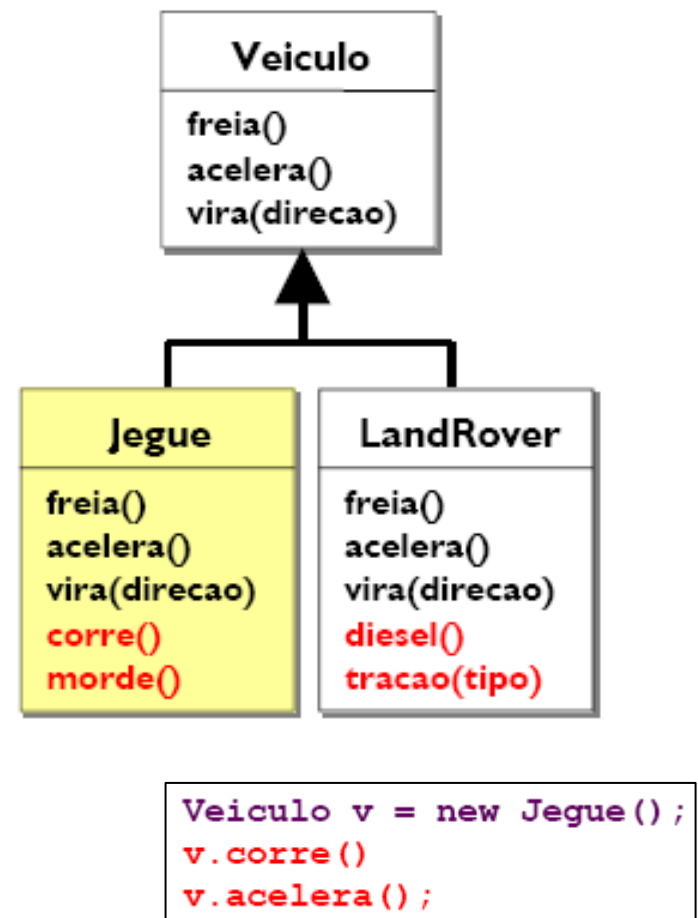 Veiculo
freia()
acelera()
vira(direcao)
Jegue
freia()
acelera()
vira(direcao)
corre()
morde()
LandRover
freia()
acelera()
vira(direcao)
diesel()
tracao(tipo)
Veiculo v = new Jegue();
v.corre()
v.acelera();